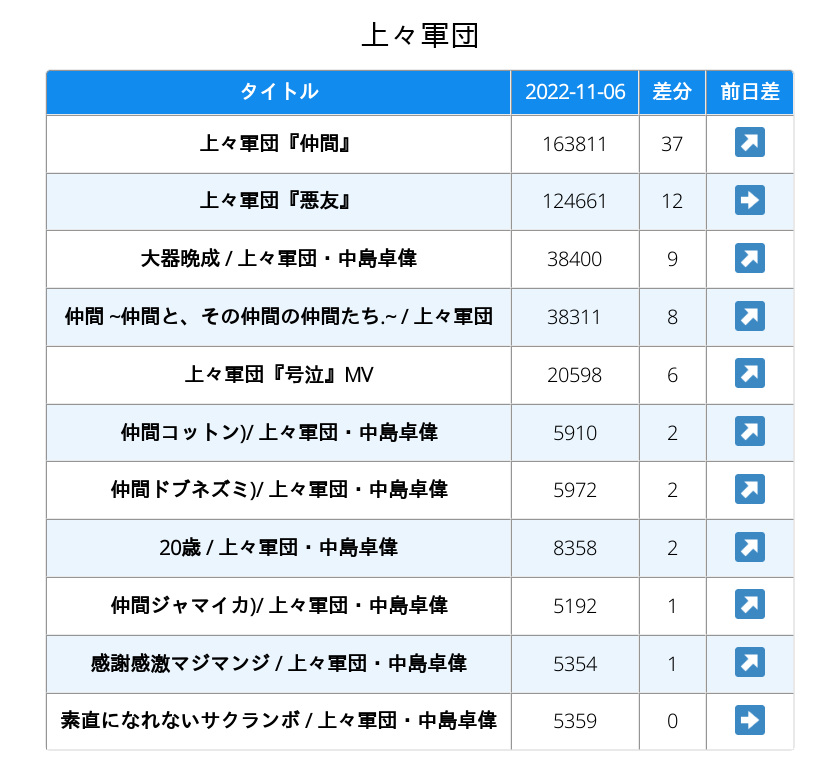 上々軍団
タイトル 2022-11-06 差分 前日差
上々軍団『仲間』 163811 37 ↗
上々軍団『悪友』 124661 12 ➡
大器晩成 / 上々軍団・中島卓偉 38400 9 ↗
仲間 ~仲間と、その仲間の仲間たち.~ / 上々軍団 38311 8 ↗
上々軍団『号泣』MV 20598 6 ↗
仲間コットン)/ 上々軍団・中島卓偉 5910 2 ↗
仲間ドブネズミ)/ 上々軍団・中島卓偉 5972 2 ↗
20歳 / 上々軍団・中島卓偉 8358 2 ↗
仲間ジャマイカ)/ 上々軍団・中島卓偉 5192 1 ↗
感謝感激マジマンジ / 上々軍団・中島卓偉 5354 1 ↗
素直になれないサクランボ / 上々軍団・中島卓偉 5359 0 ➡